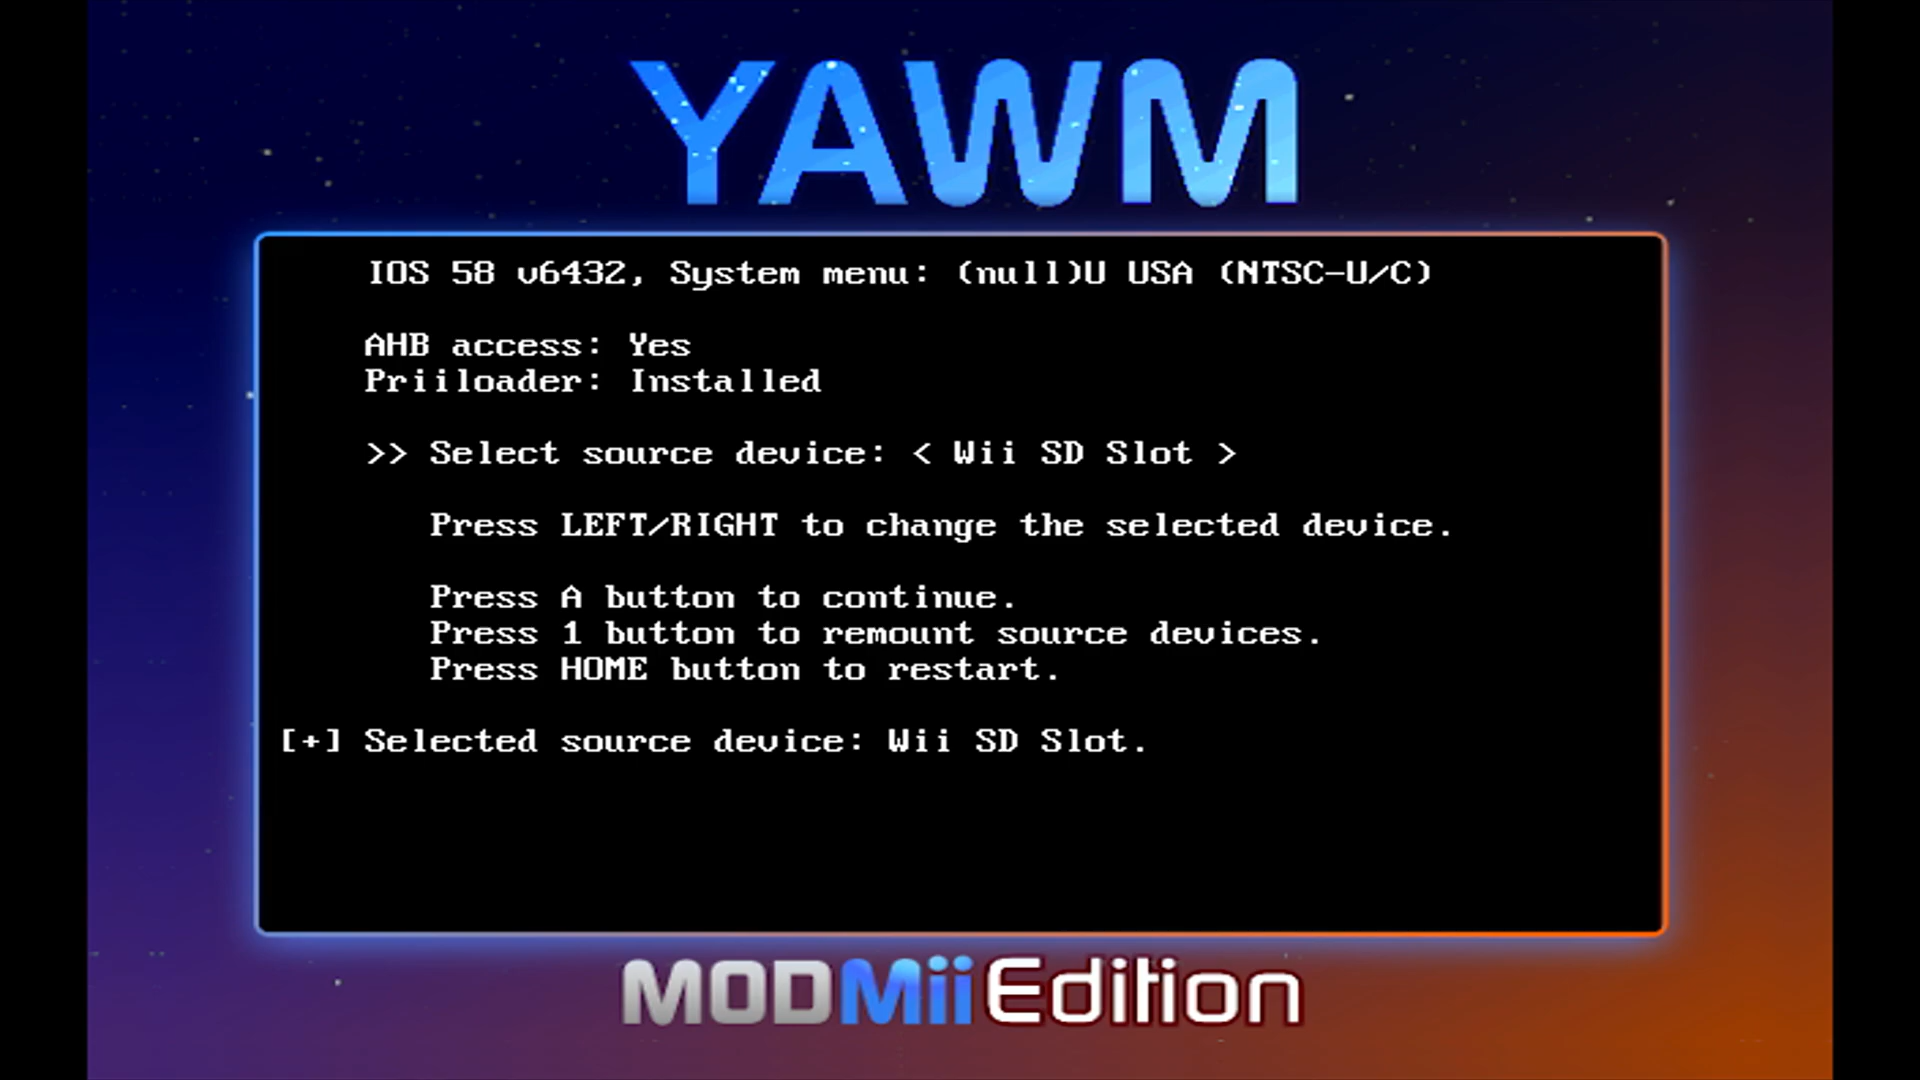 YAWM
IOS 58 v6432, System menu: (null)U USA (NTSC-U/C)
AHB access: Yes
Priiloader: Installed
>> Select source device: < Wii SD Slot >
Press LEFT/RIGHT to change the selected device.
Press A button to continue.
Press 1 button to remount source devices.
Press HOME button to restart.
[+] Selected source device: Wii SD Slot.
MODMii Edition